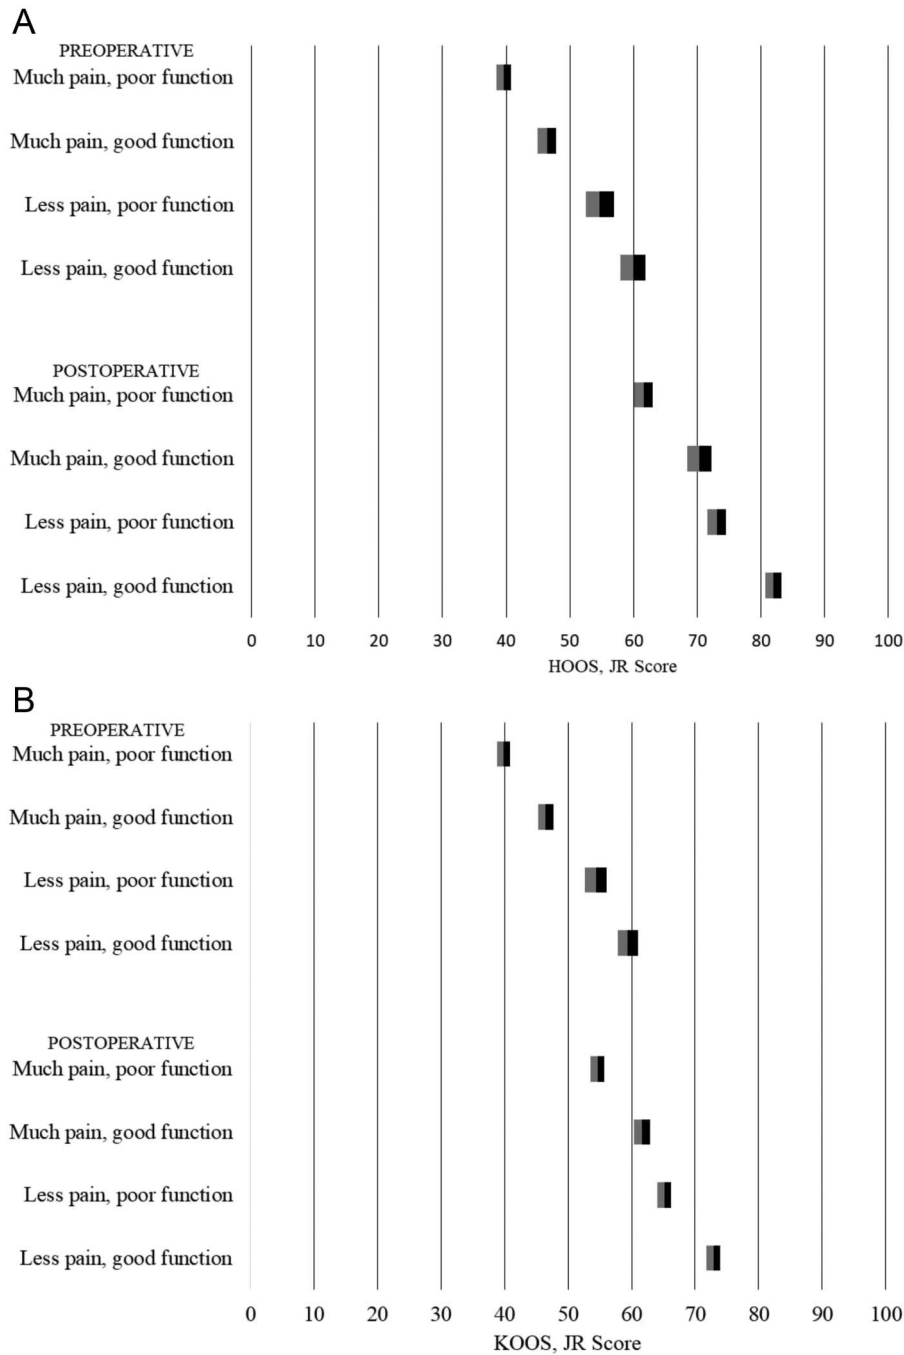 A
PREOPERATIVE
Much pain, poor function
Much pain, good function
Less pain, poor function
Less pain, good function
POSTOPERATIVE
Much pain, poor function
Much pain, good function
Less pain, poor function
Less pain, good function
0 10 20 30 40 50 60 70 80 90 100
HOOS, JR Score
B
PREOPERATIVE
Much pain, poor function
Much pain, good function
Less pain, poor function
Less pain, good function
POSTOPERATIVE
Much pain, poor function
Much pain, good function
Less pain, poor function
Less pain, good function
0 10 20 30 40 50 60 70 80 90 100
KOOS, JR Score